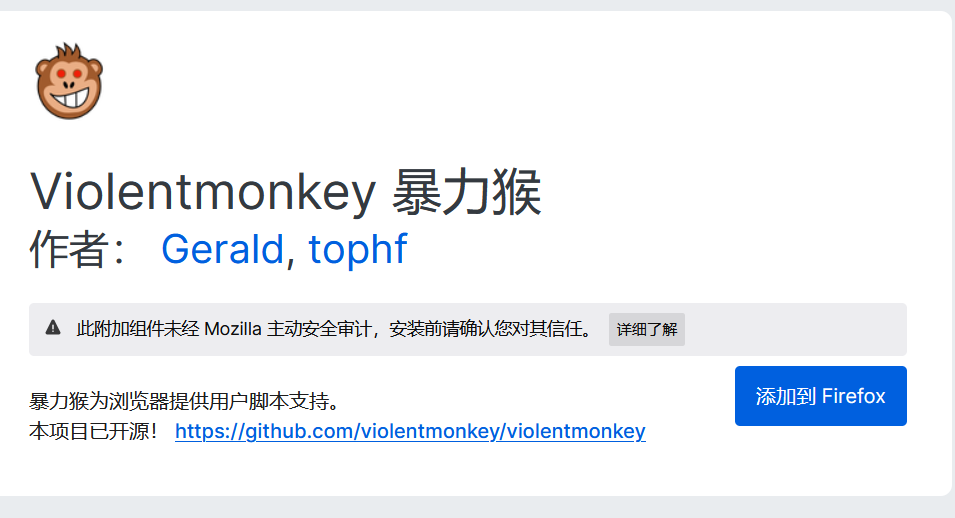 Violentmonkey 暴力猴
作者： Gerald, tophf
此附加组件未经 Mozilla 主动安全审计，安装前请确认您对其信任。 详细了解
暴力猴为浏览器提供用户脚本支持。
添加到 Firefox
本项目已开源！ https://github.com/violentmonkey/violentmonkey